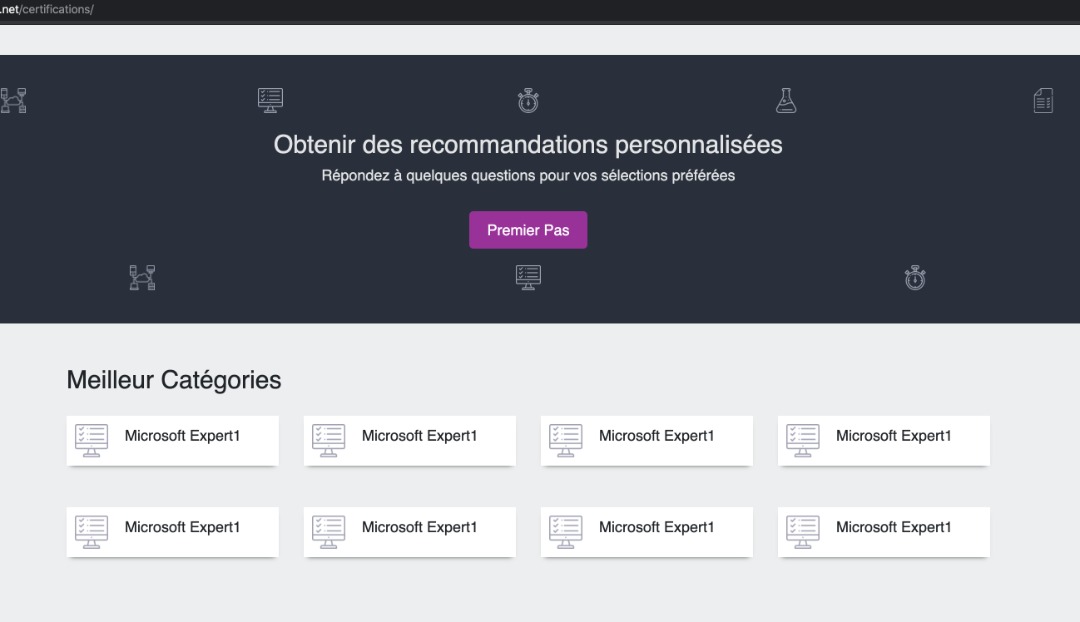 .net/certifications/
Obtenir des recommandations personnalisées
Répondez à quelques questions pour vos sélections préférées
Premier Pas
Meilleur Catégories
Microsoft Expert1 Microsoft Expert1 Microsoft Expert1 Microsoft Expert1
Microsoft Expert1 Microsoft Expert1 Microsoft Expert1 Microsoft Expert1